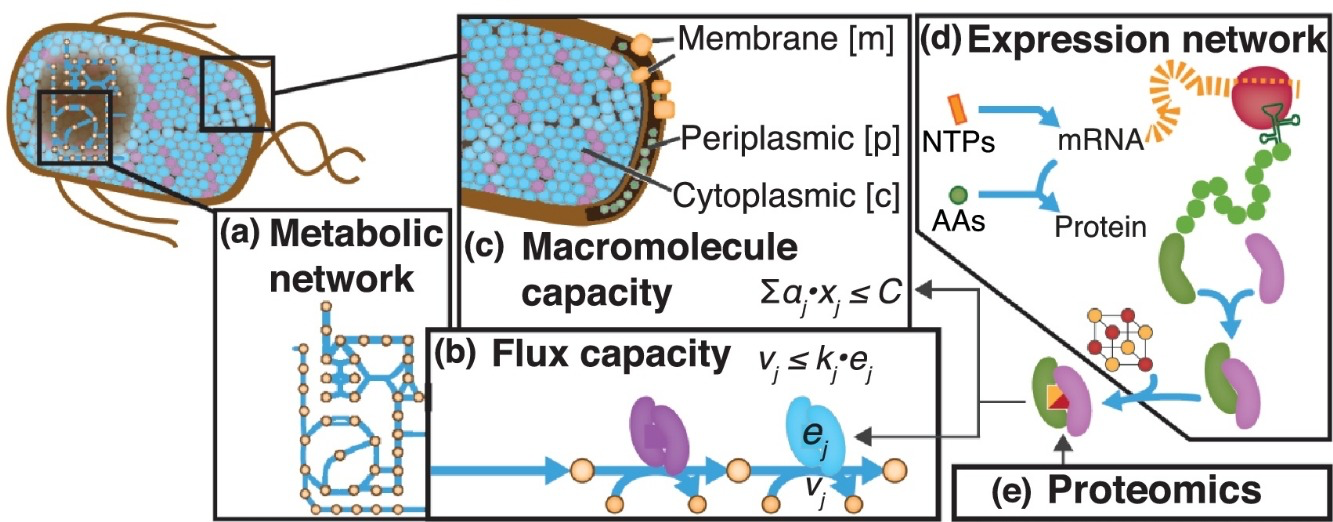 (a) Metabolic
network
Membrane [m]
Periplasmic [p]
Cytoplasmic [c]
(c) Macromolecule
capacity
Σaj•xj ≤ C
(b) Flux capacity
vj ≤ kj•ej
ej
vj
(d) Expression network
NTPs
mRNA
AAs
Protein
(e) Proteomics